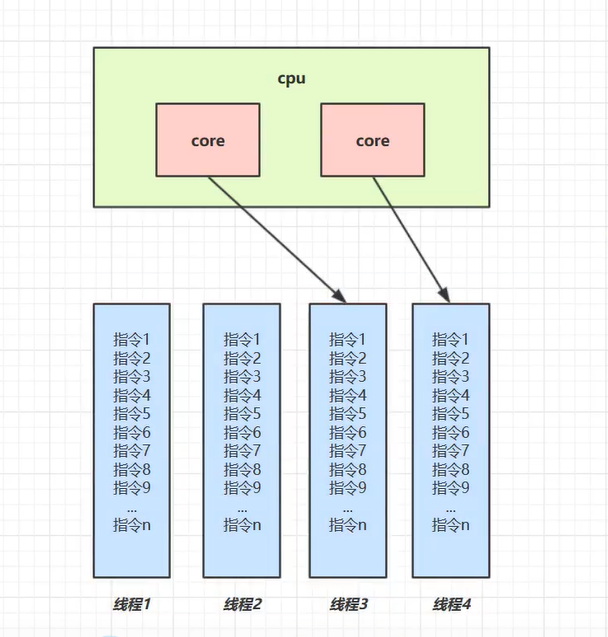 cpu
core
core
指令1
指令2
指令3
指令4
指令5
指令6
指令7
指令8
指令9
...
指令n
线程1
指令1
指令2
指令3
指令4
指令5
指令6
指令7
指令8
指令9
...
指令n
线程2
指令1
指令2
指令3
指令4
指令5
指令6
指令7
指令8
指令9
...
指令n
线程3
指令1
指令2
指令3
指令4
指令5
指令6
指令7
指令8
指令9
...
指令n
线程4